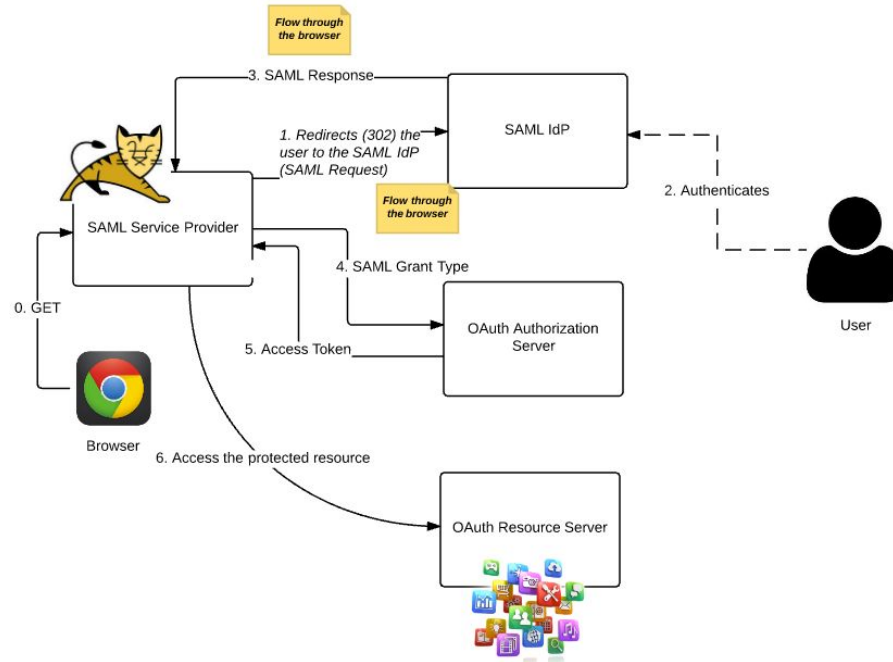 Flow through
the browser
3. SAML Response
1. Redirects (302) the
user to the SAML IdP
(SAML Request)
SAML IdP
Flow through
the browser
2. Authenticates
SAML Service Provider
4. SAML Grant Type
0. GET
OAuth Authorization
Server
User
5. Access Token
Browser
6. Access the protected resource
OAuth Resource Server